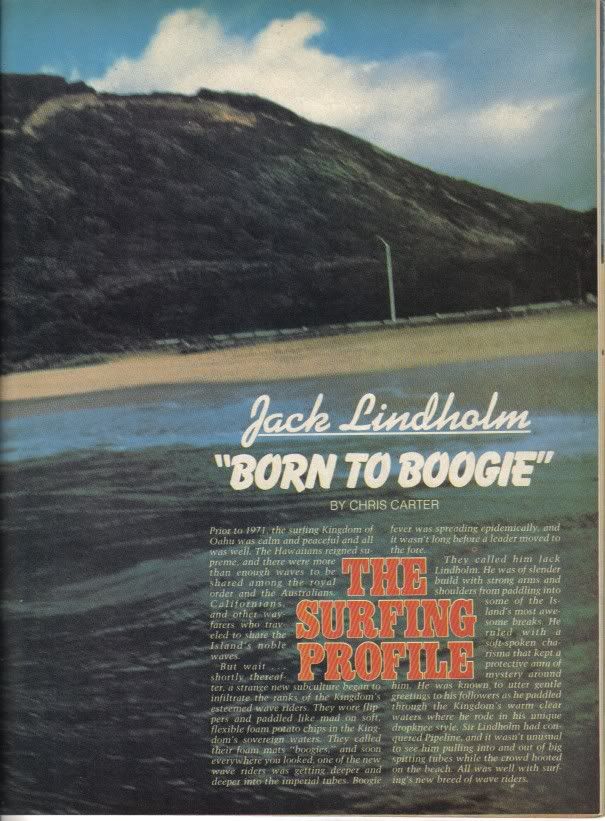 Jack Lindholm
"BORN TO BOOGIE"
BY CHRIS CARTER
Prior to 1971, the surfing Kingdom of
Oahu was calm and peaceful and all
was well. The Hawaiians reigned su-
preme, and there were more
than enough waves to be
shared among the royal
order and the Australians,
Californians,
and other way-
farers who trav-
eled to share the
Island's noble
waves.
But wait . . .
shortly thereaf-
ter, a strange new subculture began to
infiltrate the ranks of the Kingdom's
esteemed wave riders. They wore flip-
pers and paddled like mad on soft,
flexible foam potato chips in the King-
dom's sovereign waters. They called
their foam mats "boogies," and soon
everywhere you looked, one of the new
wave riders was getting deeper and
deeper into the imperial tubes. Boogie
fever was spreading epidemically, and
it wasn't long before a leader moved to
the fore.
They called him Jack
Lindholm. He was of slender
build with strong arms and
shoulders from paddling into
some of the Is-
land's most awe-
some breaks. He
ruled with a
soft-spoken cha-
risma that kept a
protective aura of
mystery around
him. He was known to utter gentle
greetings to his followers as he paddled
through the Kingdom's warm clear
waters where he rode in his unique
dropknee style. Sir Lindholm had con-
quered Pipeline, and it wasn't unusual
to see him pulling into and out of big
spitting tubes while the crowd hooted
on the beach. All was well with surf-
ing's new breed of wave riders.
THE
SURFING
PROFILE